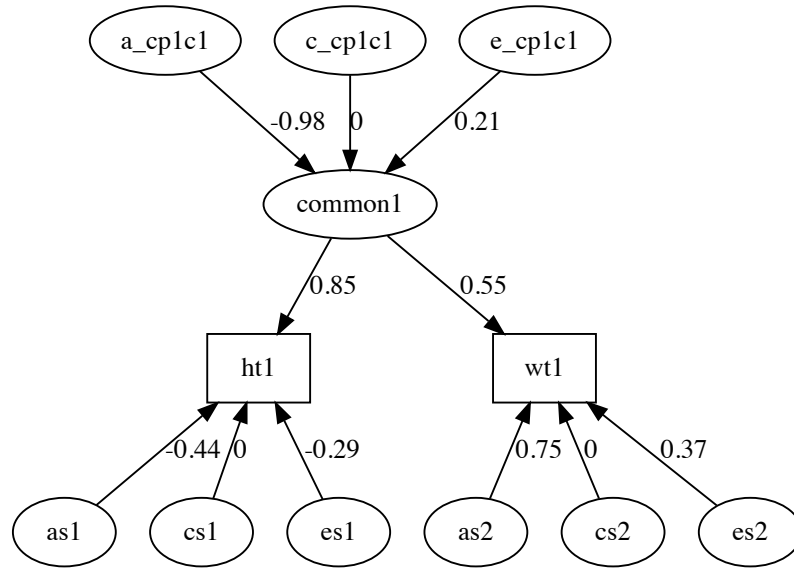 a_cp1c1 c_cp1c1 e_cp1c1
-0.98 0 0.21
common1
0.85 0.55
ht1 wt1
-0.44 0 -0.29 0.75 0 0.37
as1 cs1 es1 as2 cs2 es2